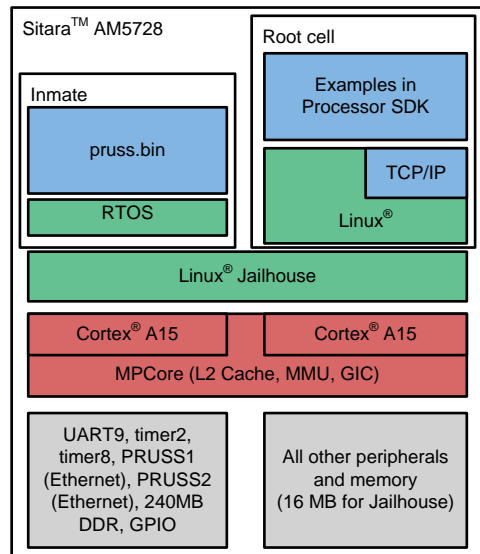 Sitara™ AM5728
Root cell
Examples in
Processor SDK
TCP/IP
Linux®
Inmate
pruss.bin
RTOS
Linux® Jailhouse
Cortex® A15
Cortex® A15
MPCore (L2 Cache, MMU, GIC)
UART9, timer2,
timer8, PRUSS1
(Ethernet), PRUSS2
(Ethernet), 240MB
DDR, GPIO
All other peripherals
and memory
(16 MB for Jailhouse)